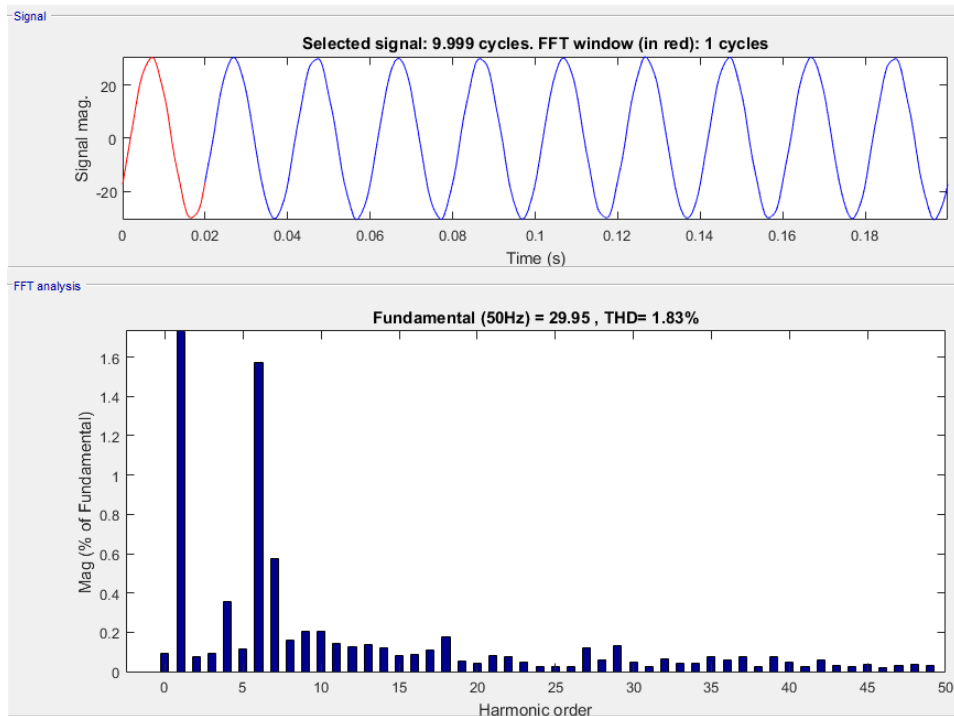 Signal
Selected signal: 9.999 cycles. FFT window (in red): 1 cycles
20
0
-20
Signal mag.
0 0.02 0.04 0.06 0.08 0.1 0.12 0.14 0.16 0.18
Time (s)
FFT analysis
Fundamental (50Hz) = 29.95 , THD= 1.83%
1.6
1.4
1.2
1
0.8
0.6
0.4
0.2
0
Mag (% of Fundamental)
0 5 10 15 20 25 30 35 40 45 50
Harmonic order